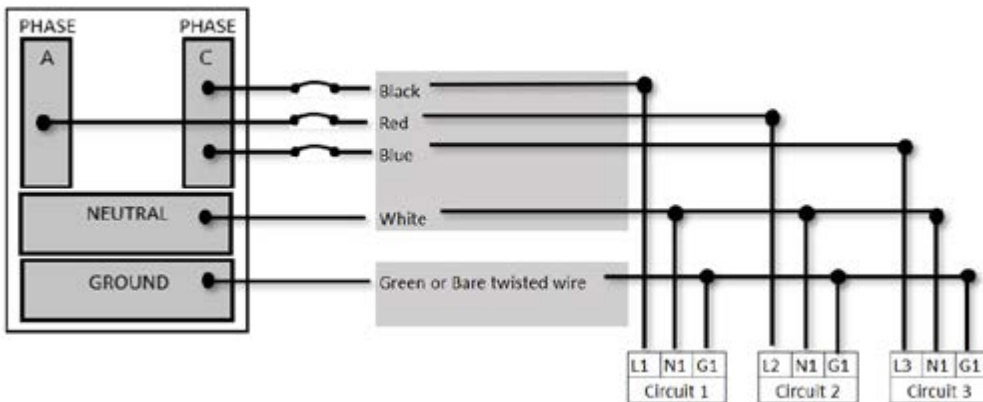 PHASE PHASE
A C
Black
Red
Blue
NEUTRAL
White
GROUND
Green or Bare twisted wire
L1 N1 G1 L2 N1 G1 L3 N1 G1
Circuit 1 Circuit 2 Circuit 3